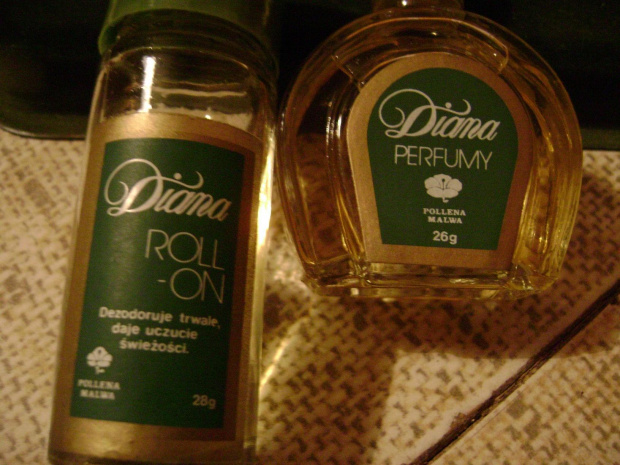 Diana
ROLL
-ON
Dezodoruje trwale,
daje uczucie
świeżości.
POLLENA
MALWA
28g
Diana
PERFUMY
POLLENA
MALWA
26g